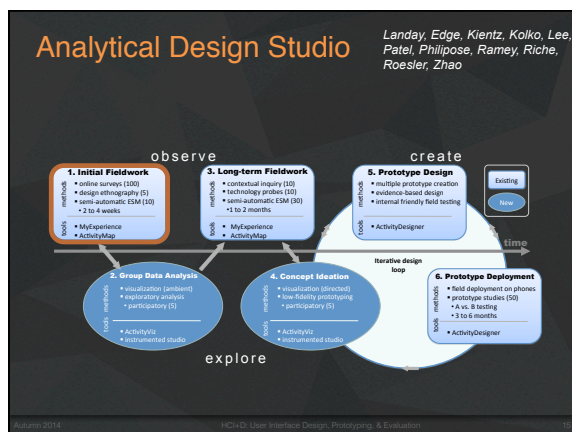 Analytical Design Studio
Landay, Edge, Kientz, Kolko, Lee,
Patel, Philipose, Ramey, Riche,
Roesler, Zhao
observe
create
1. Initial Fieldwork
methods
• online surveys (100)
• design ethnography (5)
• semi-automatic ESM (10)
• 2 to 4 weeks
tools
• MyExperience
• ActivityMap
3. Long-term Fieldwork
methods
• contextual inquiry (10)
• technology probes (10)
• semi-automatic ESM (30)
•1 to 2 months
tools
• MyExperience
• ActivityMap
5. Prototype Design
methods
• multiple prototype creation
• evidence-based design
• internal friendly field testing
tools
• ActivityDesigner
Existing
New
time
2. Group Data Analysis
methods
• visualization (ambient)
• exploratory analysis
• participatory (5)
tools
• ActivityViz
• instrumented studio
4. Concept Ideation
methods
• visualization (directed)
• low-fidelity prototyping
• participatory (5)
tools
• ActivityViz
• instrumented studio
Iterative design
loop
6. Prototype Deployment
methods
• field deployment on phones
• prototype studies (50)
• A vs. B testing
• 3 to 6 months
tools
• ActivityDesigner
explore
Autumn 2014
HCI+D: User Interface Design, Prototyping, & Evaluation
15